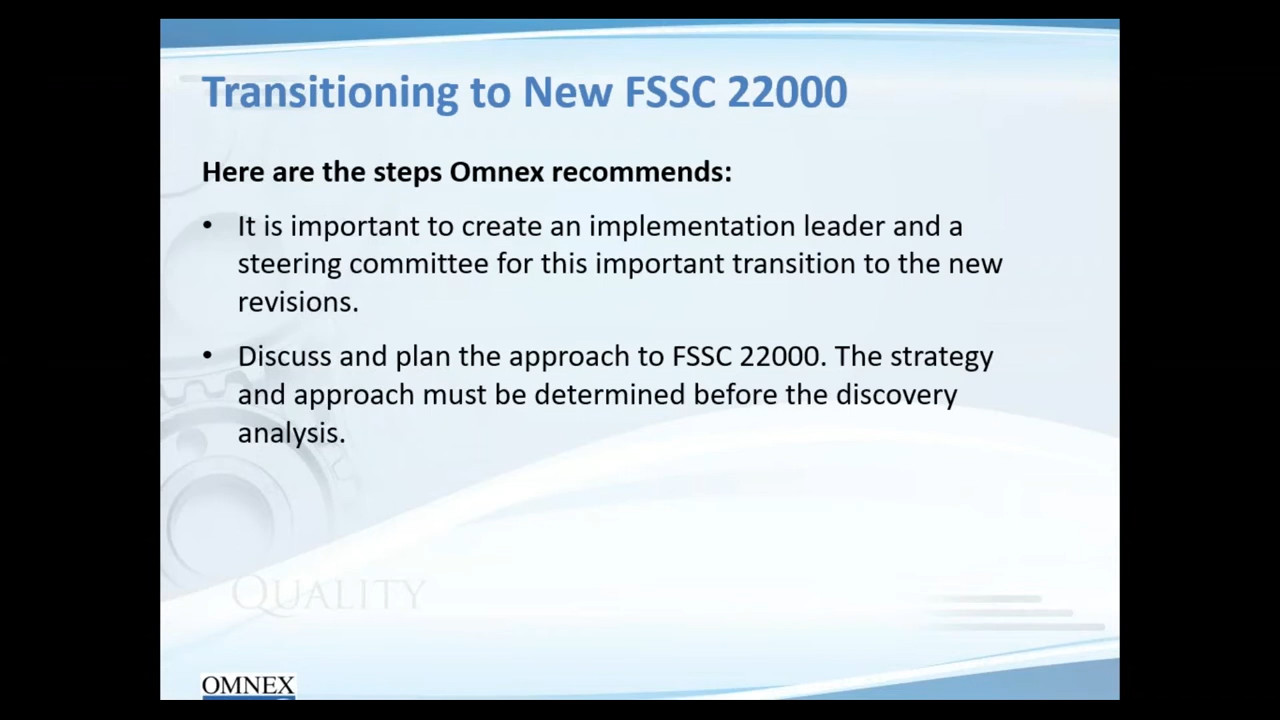 Transitioning to New FSSC 22000
Here are the steps Omnex recommends:
• It is important to create an implementation leader and a
steering committee for this important transition to the new
revisions.
• Discuss and plan the approach to FSSC 22000. The strategy
and approach must be determined before the discovery
analysis.
QUALITY
OMNEX